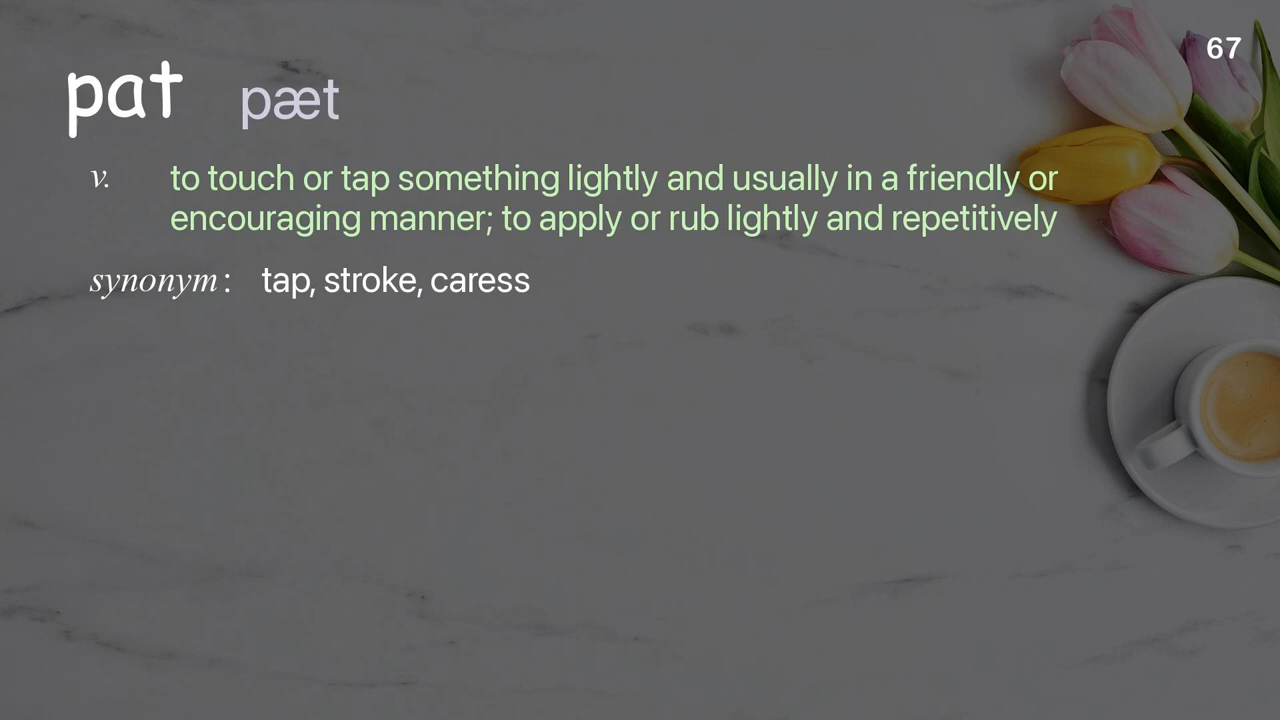 67
pat pæt
v. to touch or tap something lightly and usually in a friendly or
encouraging manner; to apply or rub lightly and repetitively
synonym: tap, stroke, caress